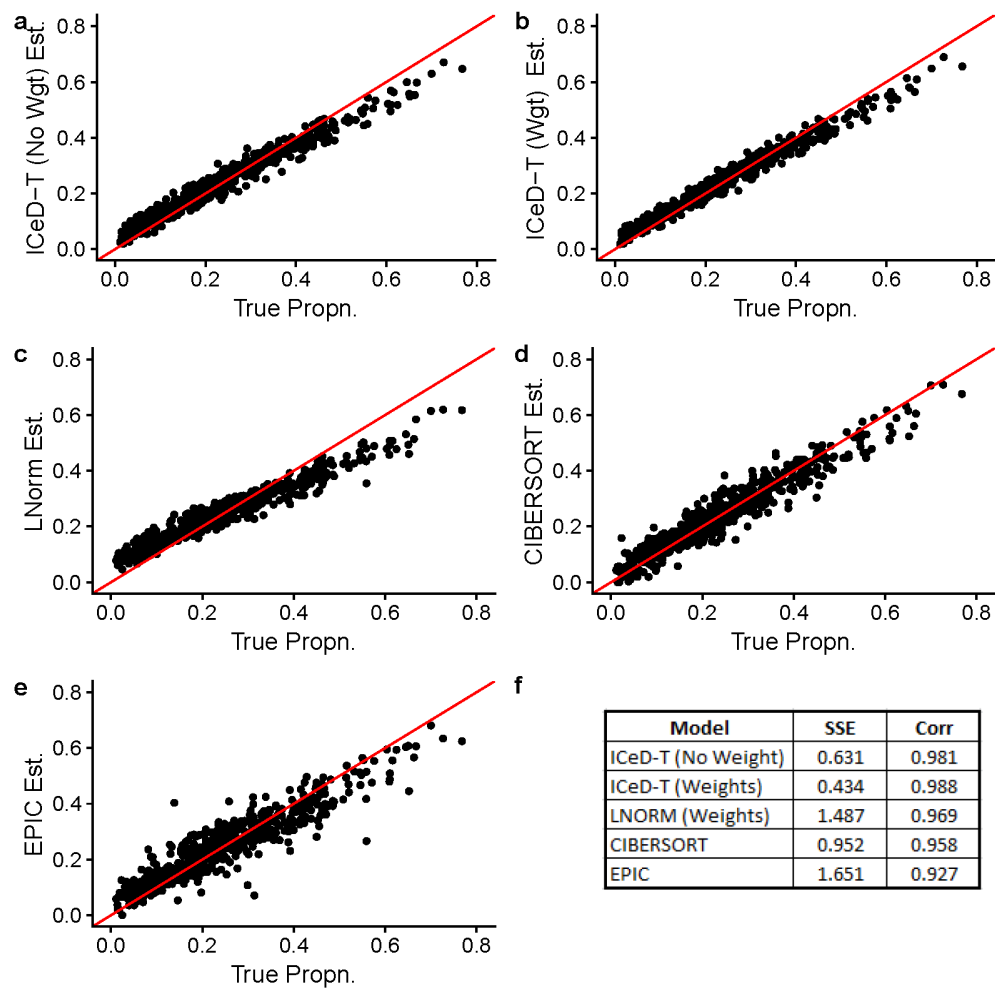 a
ICeD−T (No Wgt) Est.
0.8
0.6
0.4
0.2
0.0
0.0 0.2 0.4 0.6 0.8
True Propn.
b
ICeD−T (Wgt) Est.
0.8
0.6
0.4
0.2
0.0
0.0 0.2 0.4 0.6 0.8
True Propn.
c
LNorm Est.
0.8
0.6
0.4
0.2
0.0
0.0 0.2 0.4 0.6 0.8
True Propn.
d
CIBERSORT Est.
0.8
0.6
0.4
0.2
0.0
0.0 0.2 0.4 0.6 0.8
True Propn.
e
EPIC Est.
0.8
0.6
0.4
0.2
0.0
0.0 0.2 0.4 0.6 0.8
True Propn.
f
Model SSE Corr
ICeD-T (No Weight) 0.631 0.981
ICeD-T (Weights) 0.434 0.988
LNORM (Weights) 1.487 0.969
CIBERSORT 0.952 0.958
EPIC 1.651 0.927